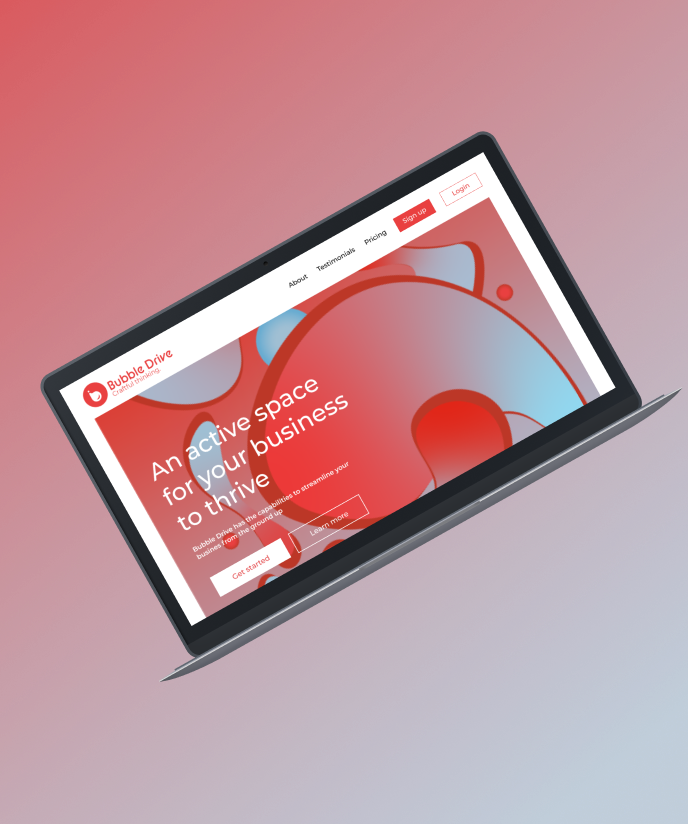 Bubble Drive
Craftful thinking.
About
Testimonials
Pricing
Sign up
Login
An active space
for your business
to thrive
Bubble Drive has the capabilities to streamline your
busines from the ground up
Get started
Learn more